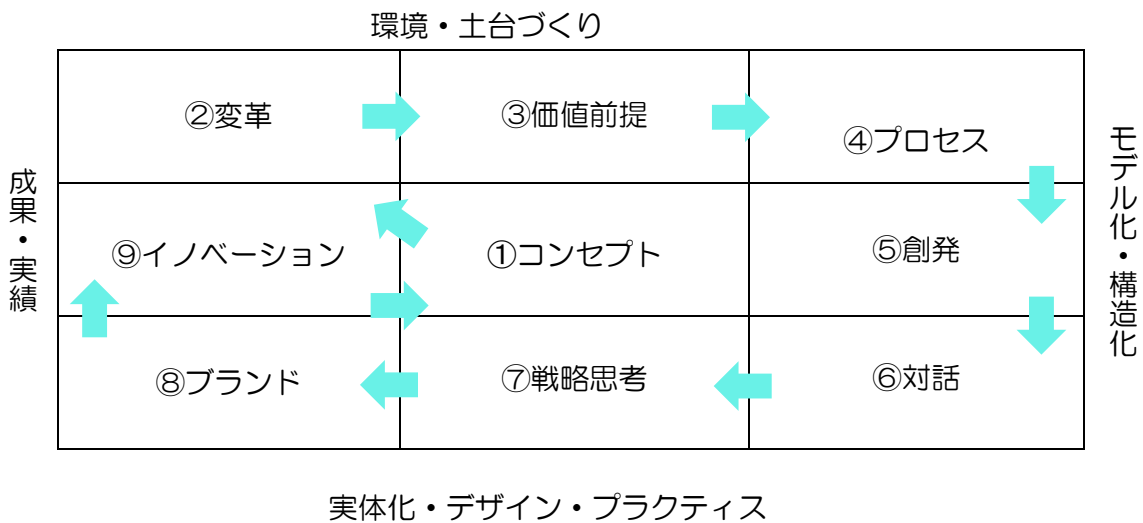 環境・土台づくり
②変革
③価値前提
④プロセス
成果・実績
モデル化・構造化
⑨イノベーション
①コンセプト
⑤創発
⑧ブランド
⑦戦略思考
⑥対話
実体化・デザイン・プラクティス